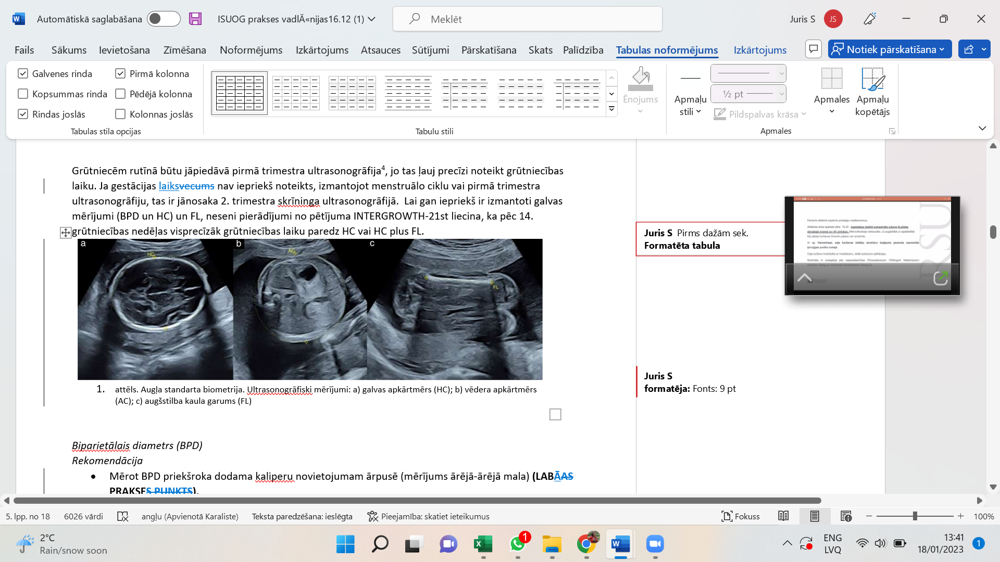 Automātiskā saglabāšana
ISUOG prakses vadlÄ«nijas16.12 (1)
Meklēt
Juris S
JS
Fails Sākums Ievietošana Zīmēšana Noformējums Izkārtojums Atsauces Sūtījumi Pārskatīšana Skats Palīdzība Tabulas noformējums Izkārtojums
Notiek pārskatīšana
Galvenes rinda
Pirmā kolonna
Kopsummas rinda
Pēdējā kolonna
Rindas joslās
Kolonnas joslās
Tabulas stila opcijas
Tabulu stili
Ēnojums
Apmaļu
stili
½ pt
Pildspalvas krāsa
Apmales
Apmaļu
kopētājs
Apmales
Grūtniecēm rutīnā būtu jāpiedāvā pirmā trimestra ultrasonogrāfija4, jo tas ļauj precīzi noteikt grūtniecības
laiku. Ja gestācijas laiksvecums nav iepriekš noteikts, izmantojot menstruālo ciklu vai pirmā trimestra
ultrasonogrāfiju, tas ir jānosaka 2. trimestra skrīninga ultrasonogrāfijā.  Lai gan iepriekš ir izmantoti galvas
mērījumi (BPD un HC) un FL, neseni pierādījumi no pētījuma INTERGROWTH-21st liecina, ka pēc 14.
grūtniecības nedēļas visprecīzāk grūtniecības laiku paredz HC vai HC plus FL.
a
b
c
HC
AC
FL
1. attēls. Augļa standarta biometrija. Ultrasonogrāfiski mērījumi: a) galvas apkārtmērs (HC); b) vēdera apkārtmērs
(AC); c) augšstilba kaula garums (FL)
Biparietālais diametrs (BPD)
Rekomendācija
Mērot BPD priekšroka dodama kaliperu novietojumam ārpusē (mērījums ārējā-ārējā mala) (LABĀAS
PRAKSES PUNKTS).
Juris S Pirms dažām sek.
Formatēta tabula
RSU
Juris S
formatēja: Fonts: 9 pt
5. lpp. no 18
6026 vārdi
angļu (Apvienotā Karaliste)
Teksta paredzēšana: ieslēgta
Pieejamība: skatiet ieteikumus
Fokuss
100%
2°C
Rain/snow soon
1
ENG
LVQ
13:41
18/01/2023
1